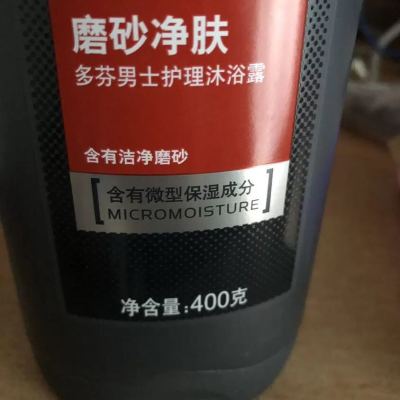 磨砂净肤
多芬男士护理沐浴露
含有洁净磨砂
含有微型保湿成分
MICROMOISTURE
净含量:400克